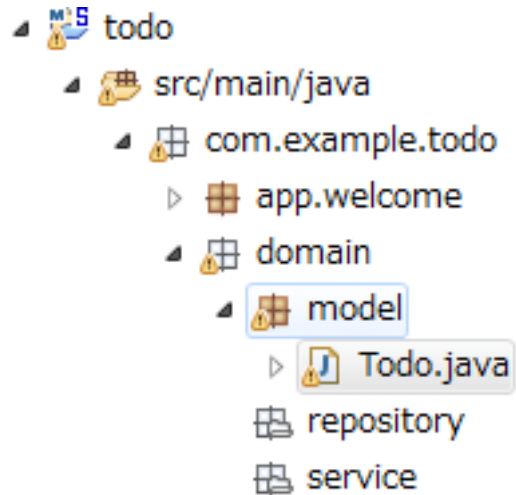 todo
src/main/java
com.example.todo
app.welcome
domain
model
Todo.java
repository
service